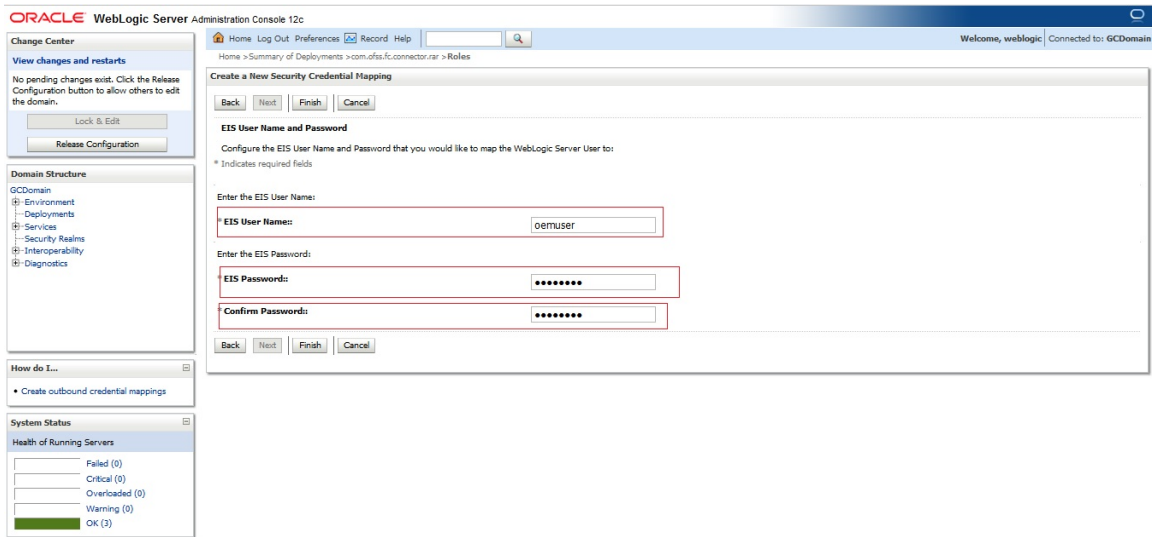 ORACLE WebLogic Server Administration Console 12c
Change Center
View changes and restarts
No pending changes exist. Click the Release
Configuration button to allow others to edit
the domain.
Lock & Edit
Release Configuration
Domain Structure
GCDomain
Environment
Deployments
Services
Security Realms
Interoperability
Diagnostics
How do I...
Create outbound credential mappings
System Status
Health of Running Servers
Failed (0)
Critical (0)
Overloaded (0)
Warning (0)
OK (3)
Home Log Out Preferences Record Help
Welcome, weblogic Connected to: GCDomain
Home >Summary of Deployments >com.ofss.fc.connector.rar >Roles
Create a New Security Credential Mapping
Back Next Finish Cancel
EIS User Name and Password
Configure the EIS User Name and Password that you would like to map the WebLogic Server User to:
* Indicates required fields
Enter the EIS User Name:
* EIS User Name:: oemuser
Enter the EIS Password:
* EIS Password:: ●●●●●●●●
* Confirm Password:: ●●●●●●●●
Back Next Finish Cancel